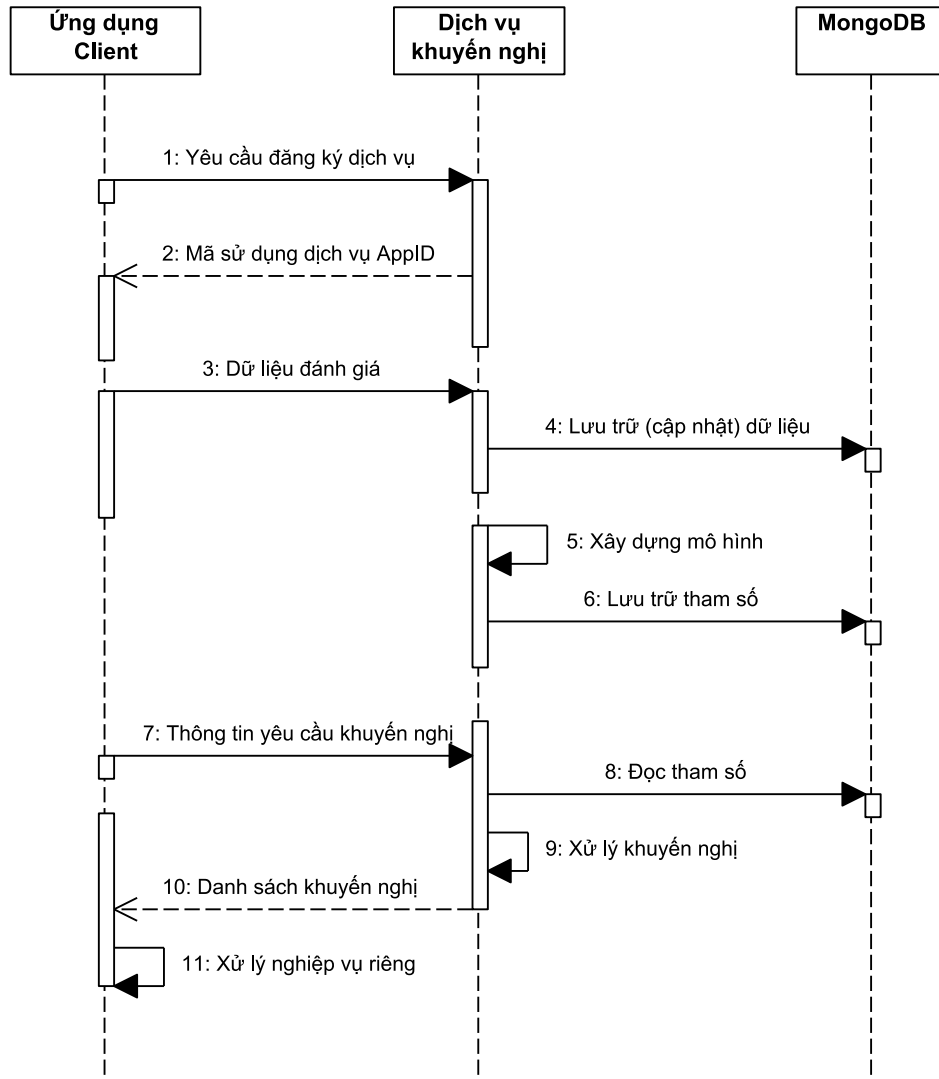 Ứng dụng
Client
Dịch vụ
khuyến nghị
MongoDB
1: Yêu cầu đăng ký dịch vụ
2: Mã sử dụng dịch vụ AppID
3: Dữ liệu đánh giá
4: Lưu trữ (cập nhật) dữ liệu
5: Xây dựng mô hình
6: Lưu trữ tham số
7: Thông tin yêu cầu khuyến nghị
8: Đọc tham số
9: Xử lý khuyến nghị
10: Danh sách khuyến nghị
11: Xử lý nghiệp vụ riêng